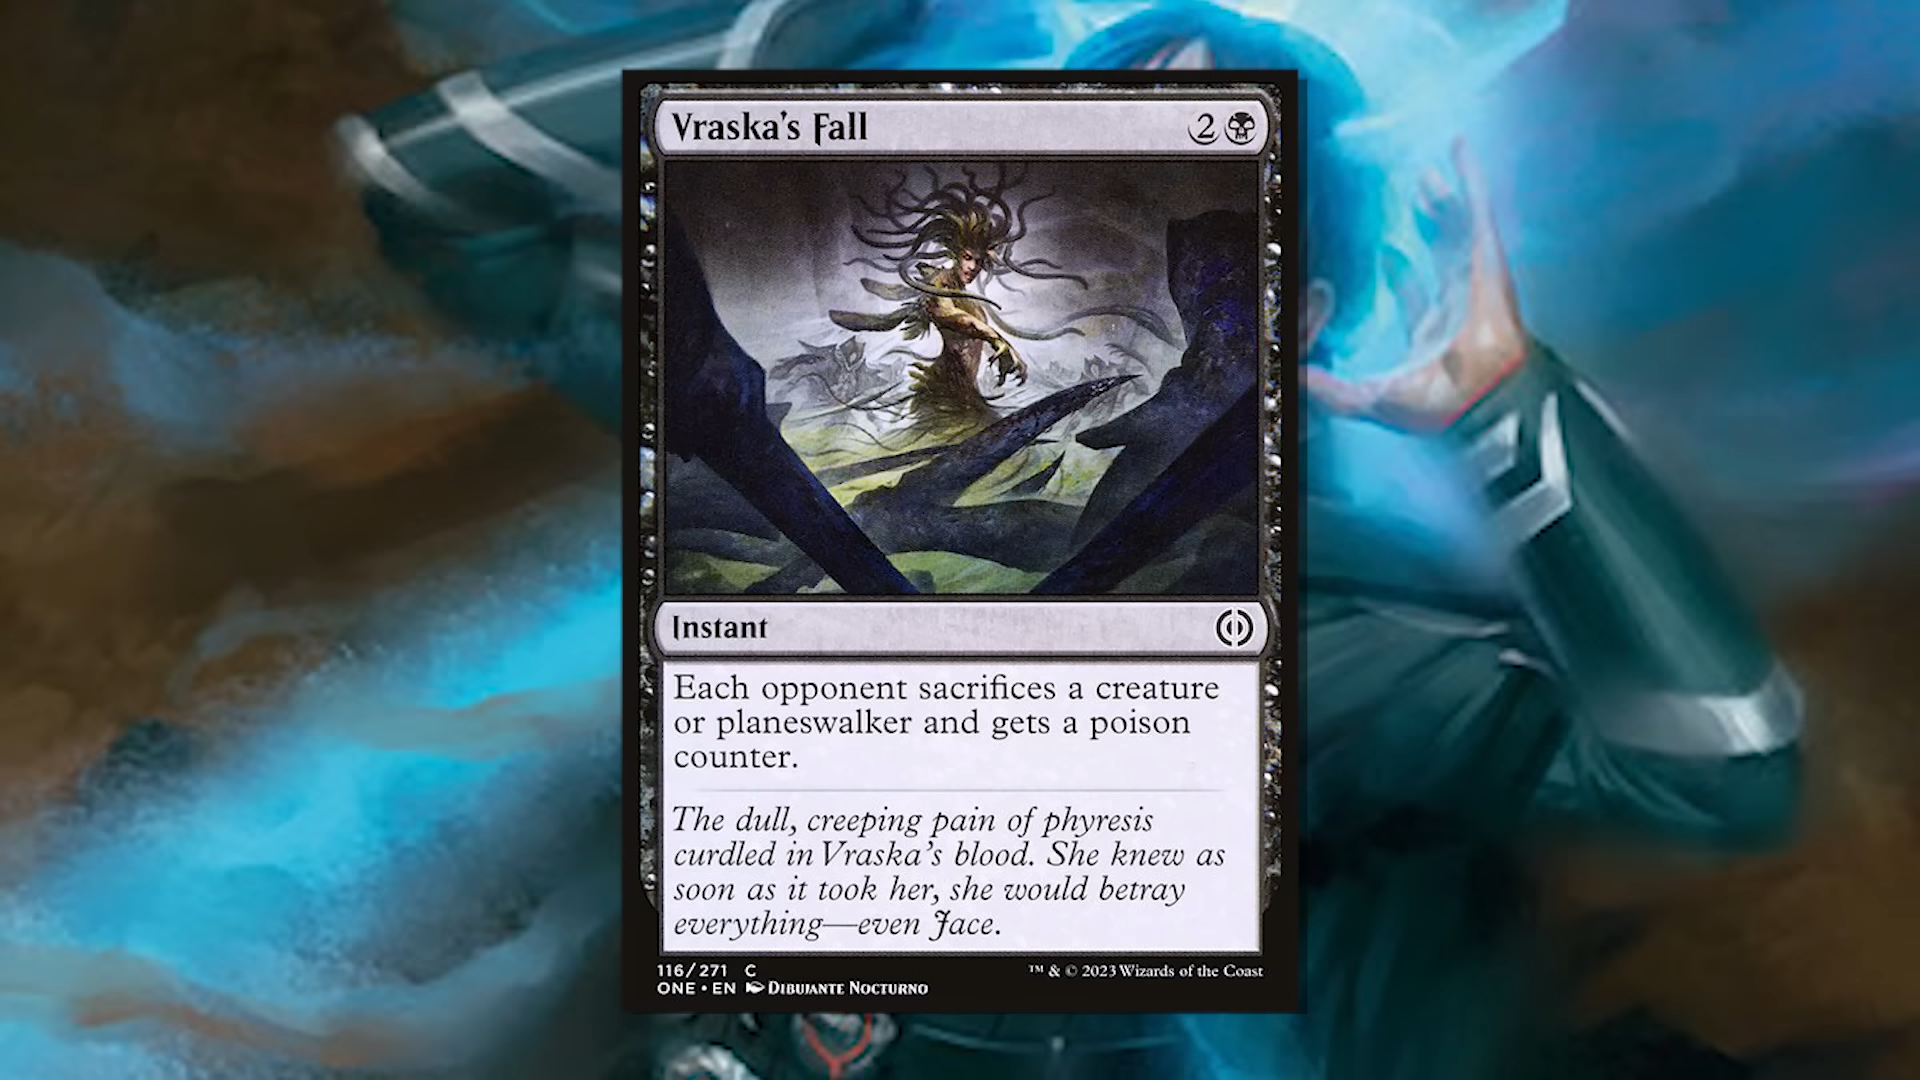 Vraska's Fall 2
Instant
Each opponent sacrifices a creature
or planeswalker and gets a poison
counter.
The dull, creeping pain of phyresis
curdled in Vraska's blood. She knew as
soon as it took her, she would betray
everything—even Jace.
116/271 C ™ & © 2023 Wizards of the Coast
ONE • EN Dibujante Nocturno